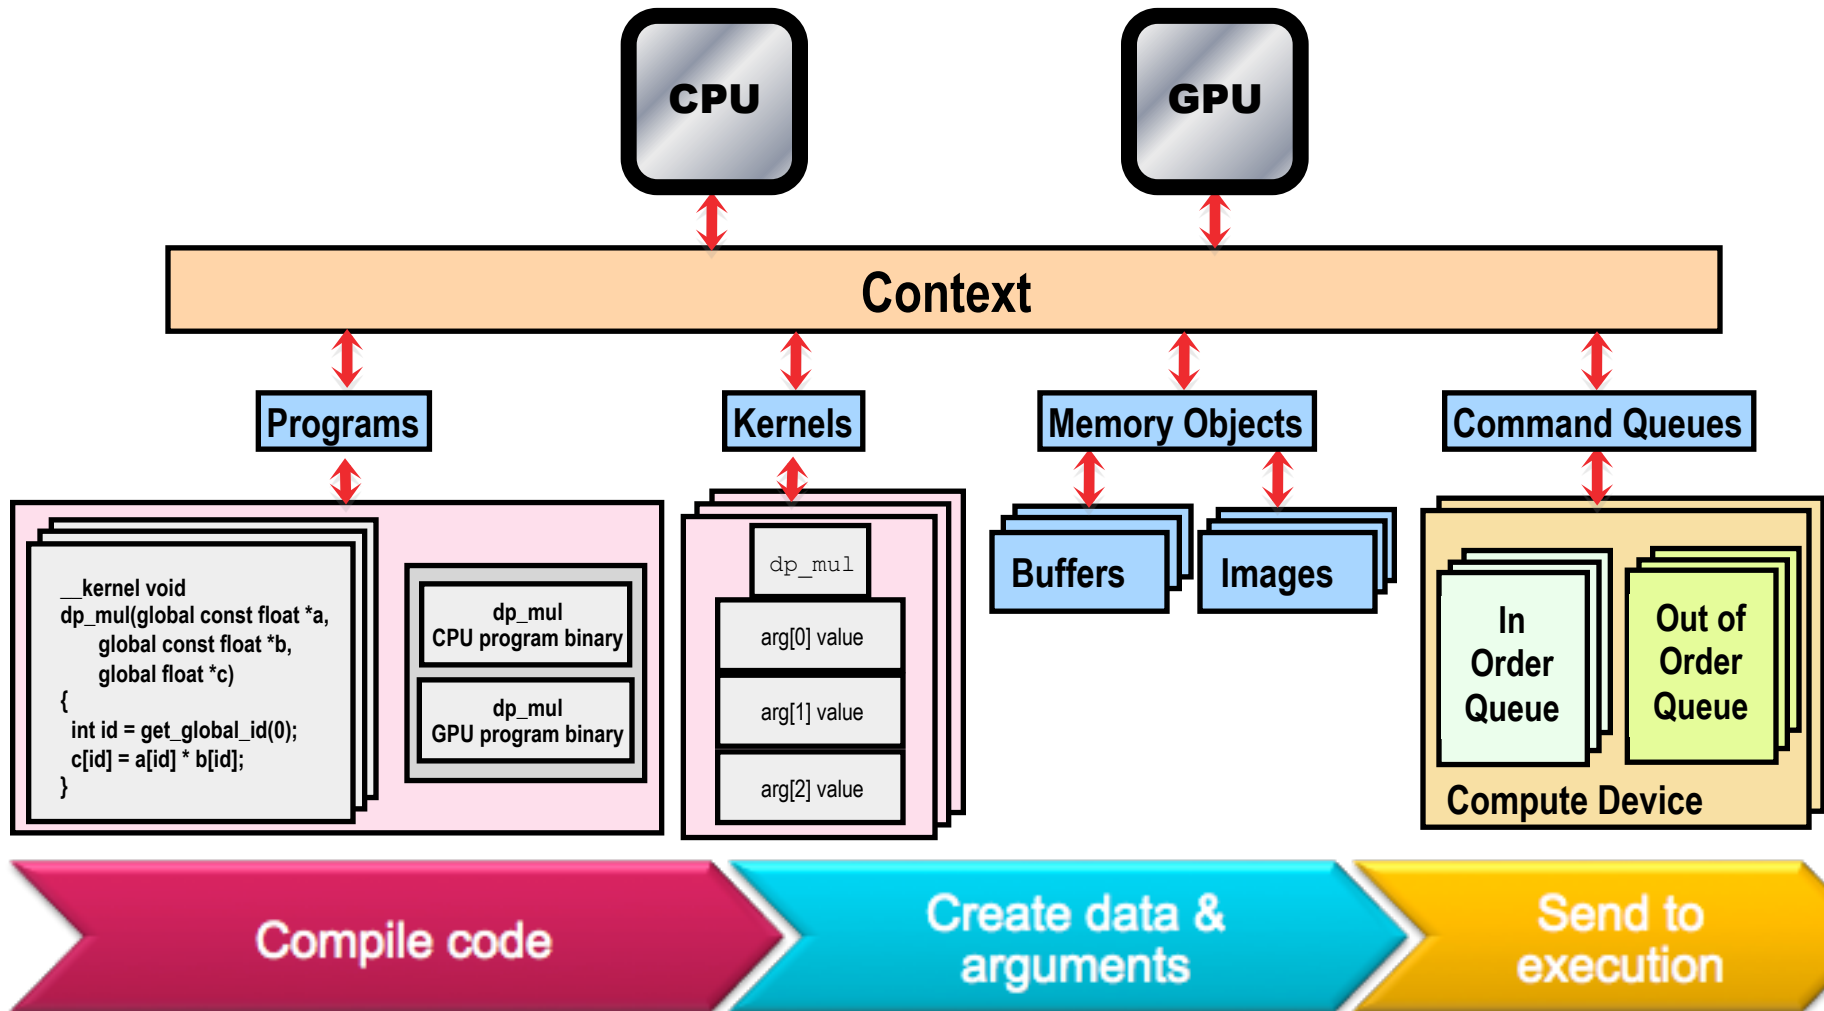 CPU
GPU
Context
Programs
Kernels
Memory Objects
Command Queues
__kernel void
dp_mul(global const float *a,
global const float *b,
global float *c)
{
int id = get_global_id(0);
c[id] = a[id] * b[id];
}
dp_mul
CPU program binary
dp_mul
GPU program binary
dp_mul
arg[0] value
arg[1] value
arg[2] value
Buffers
Images
In
Order
Queue
Out of
Order
Queue
Compute Device
Compile code
Create data &
arguments
Send to
execution